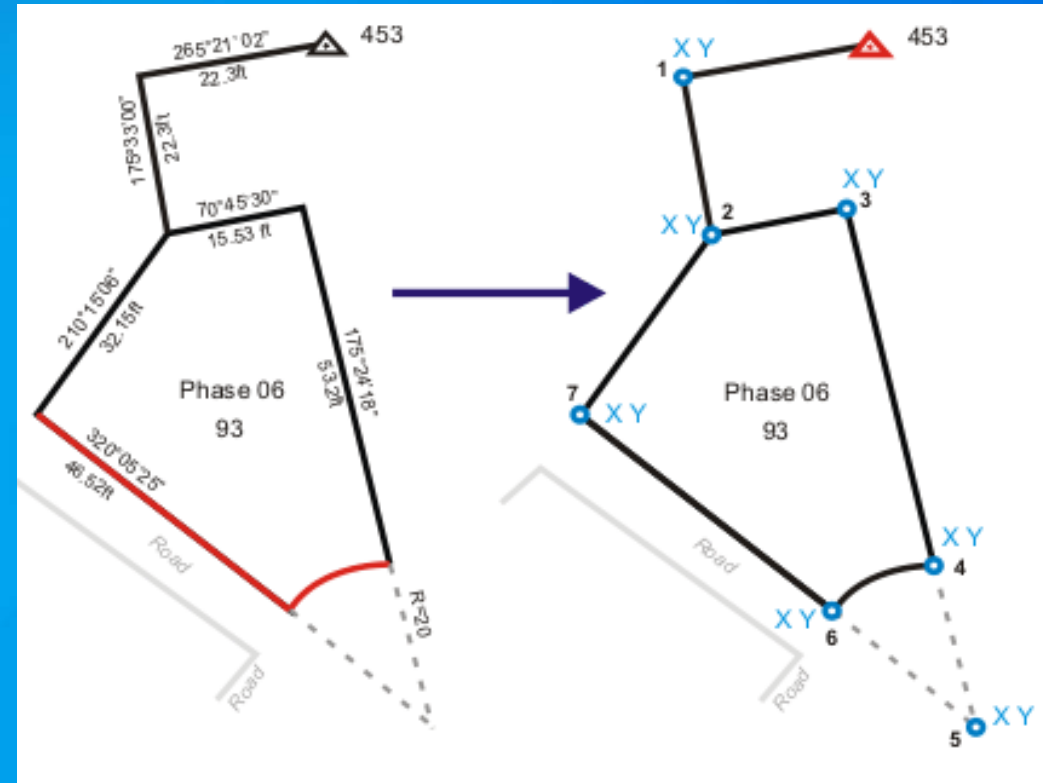 453
265°21'02"
22.3ft
175°33'00"
22.3ft
70°45'30"
15.53 ft
210°15'06"
32.15ft
175°24'18"
53.2ft
Phase 06
93
320°05'25"
46.52ft
Road
R=20
Road
453
X Y
1
X Y
3
2
X Y
Phase 06
93
7
X Y
X Y
4
Road
X Y
6
Road
X Y
5